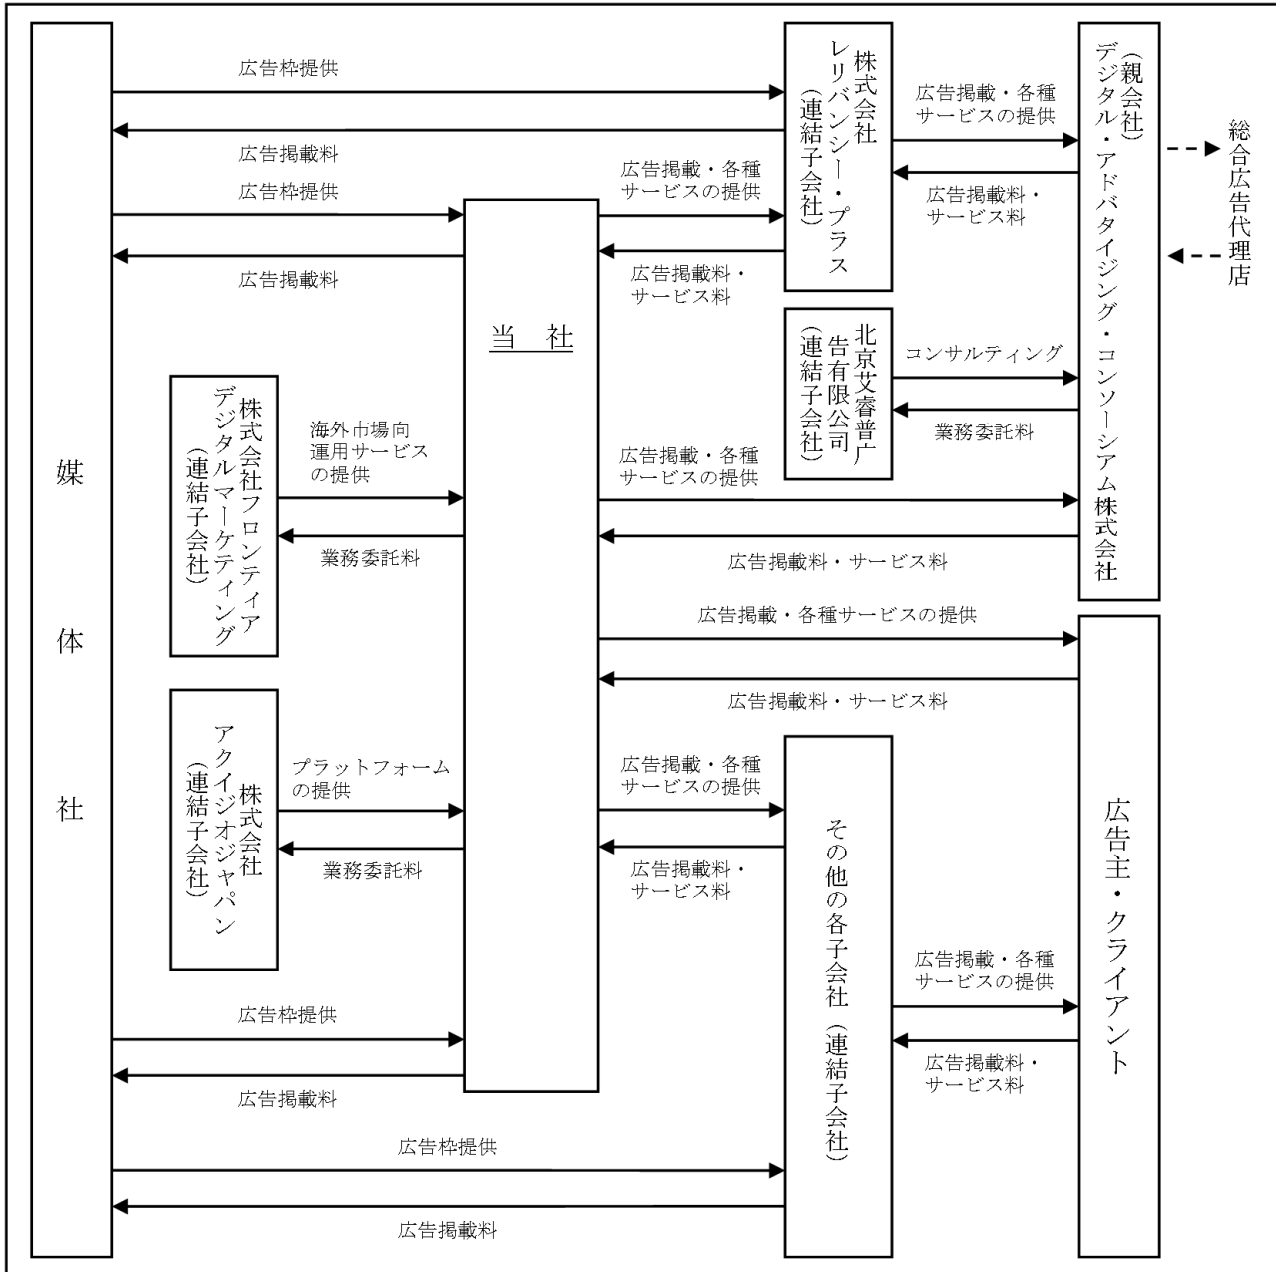 媒体社
広告枠提供
広告掲載料
広告枠提供
広告掲載料
株式会社フロンティア
デジタルマーケティング
（連結子会社）
海外市場向
運用サービス
の提供
業務委託料
株式会社
アクイジオジャパン
（連結子会社）
プラットフォーム
の提供
業務委託料
広告枠提供
広告掲載料
広告枠提供
広告掲載料
当　社
広告掲載・各種
サービスの提供
広告掲載料・
サービス料
株式会社
レリバンシー・プラス
（連結子会社）
広告掲載・各種
サービスの提供
広告掲載料・
サービス料
北京艾睿普广
告有限公司
（連結子会社）
コンサルティング
業務委託料
広告掲載・各種
サービスの提供
広告掲載料・サービス料
広告掲載・各種サービスの提供
広告掲載料・サービス料
広告掲載・各種
サービスの提供
広告掲載料・
サービス料
その他の各子会社（連結子会社）
広告掲載・各種
サービスの提供
広告掲載料・
サービス料
（親会社）
デジタル・アドバタイジング・コンソーシアム株式会社
総合広告代理店
広告主・クライアント